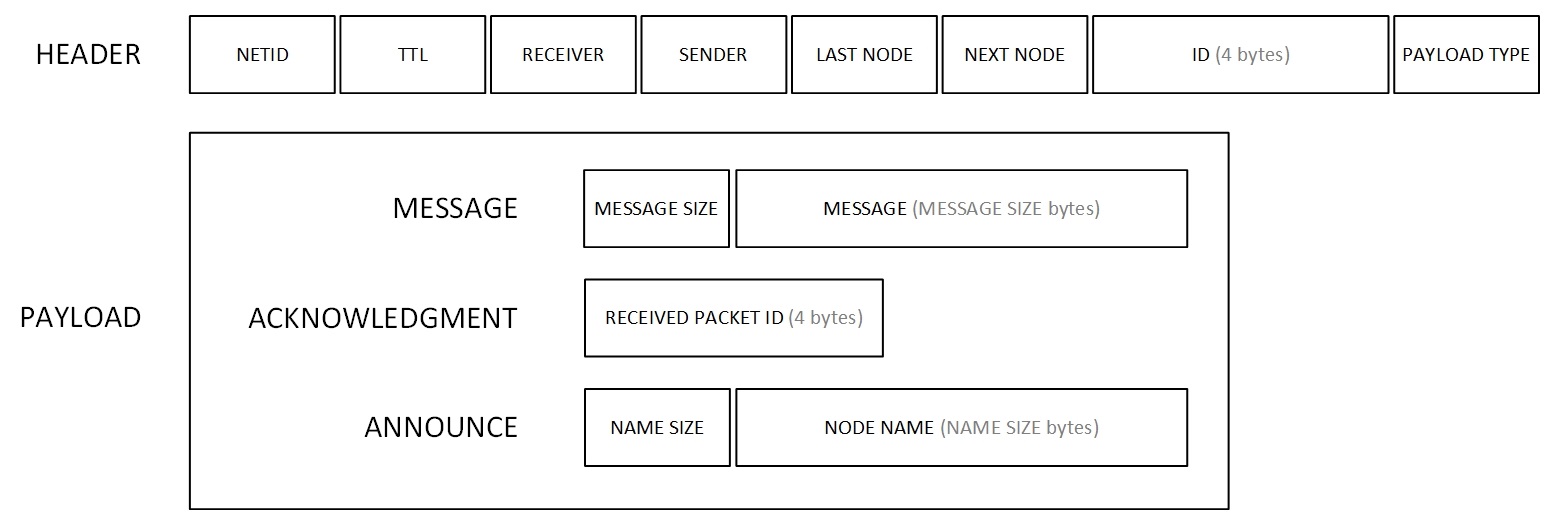 HEADER NETID TTL RECEIVER SENDER LAST NODE NEXT NODE ID (4 bytes) PAYLOAD TYPE
MESSAGE MESSAGE SIZE MESSAGE (MESSAGE SIZE bytes)
PAYLOAD ACKNOWLEDGMENT RECEIVED PACKET ID (4 bytes)
ANNOUNCE NAME SIZE NODE NAME (NAME SIZE bytes)